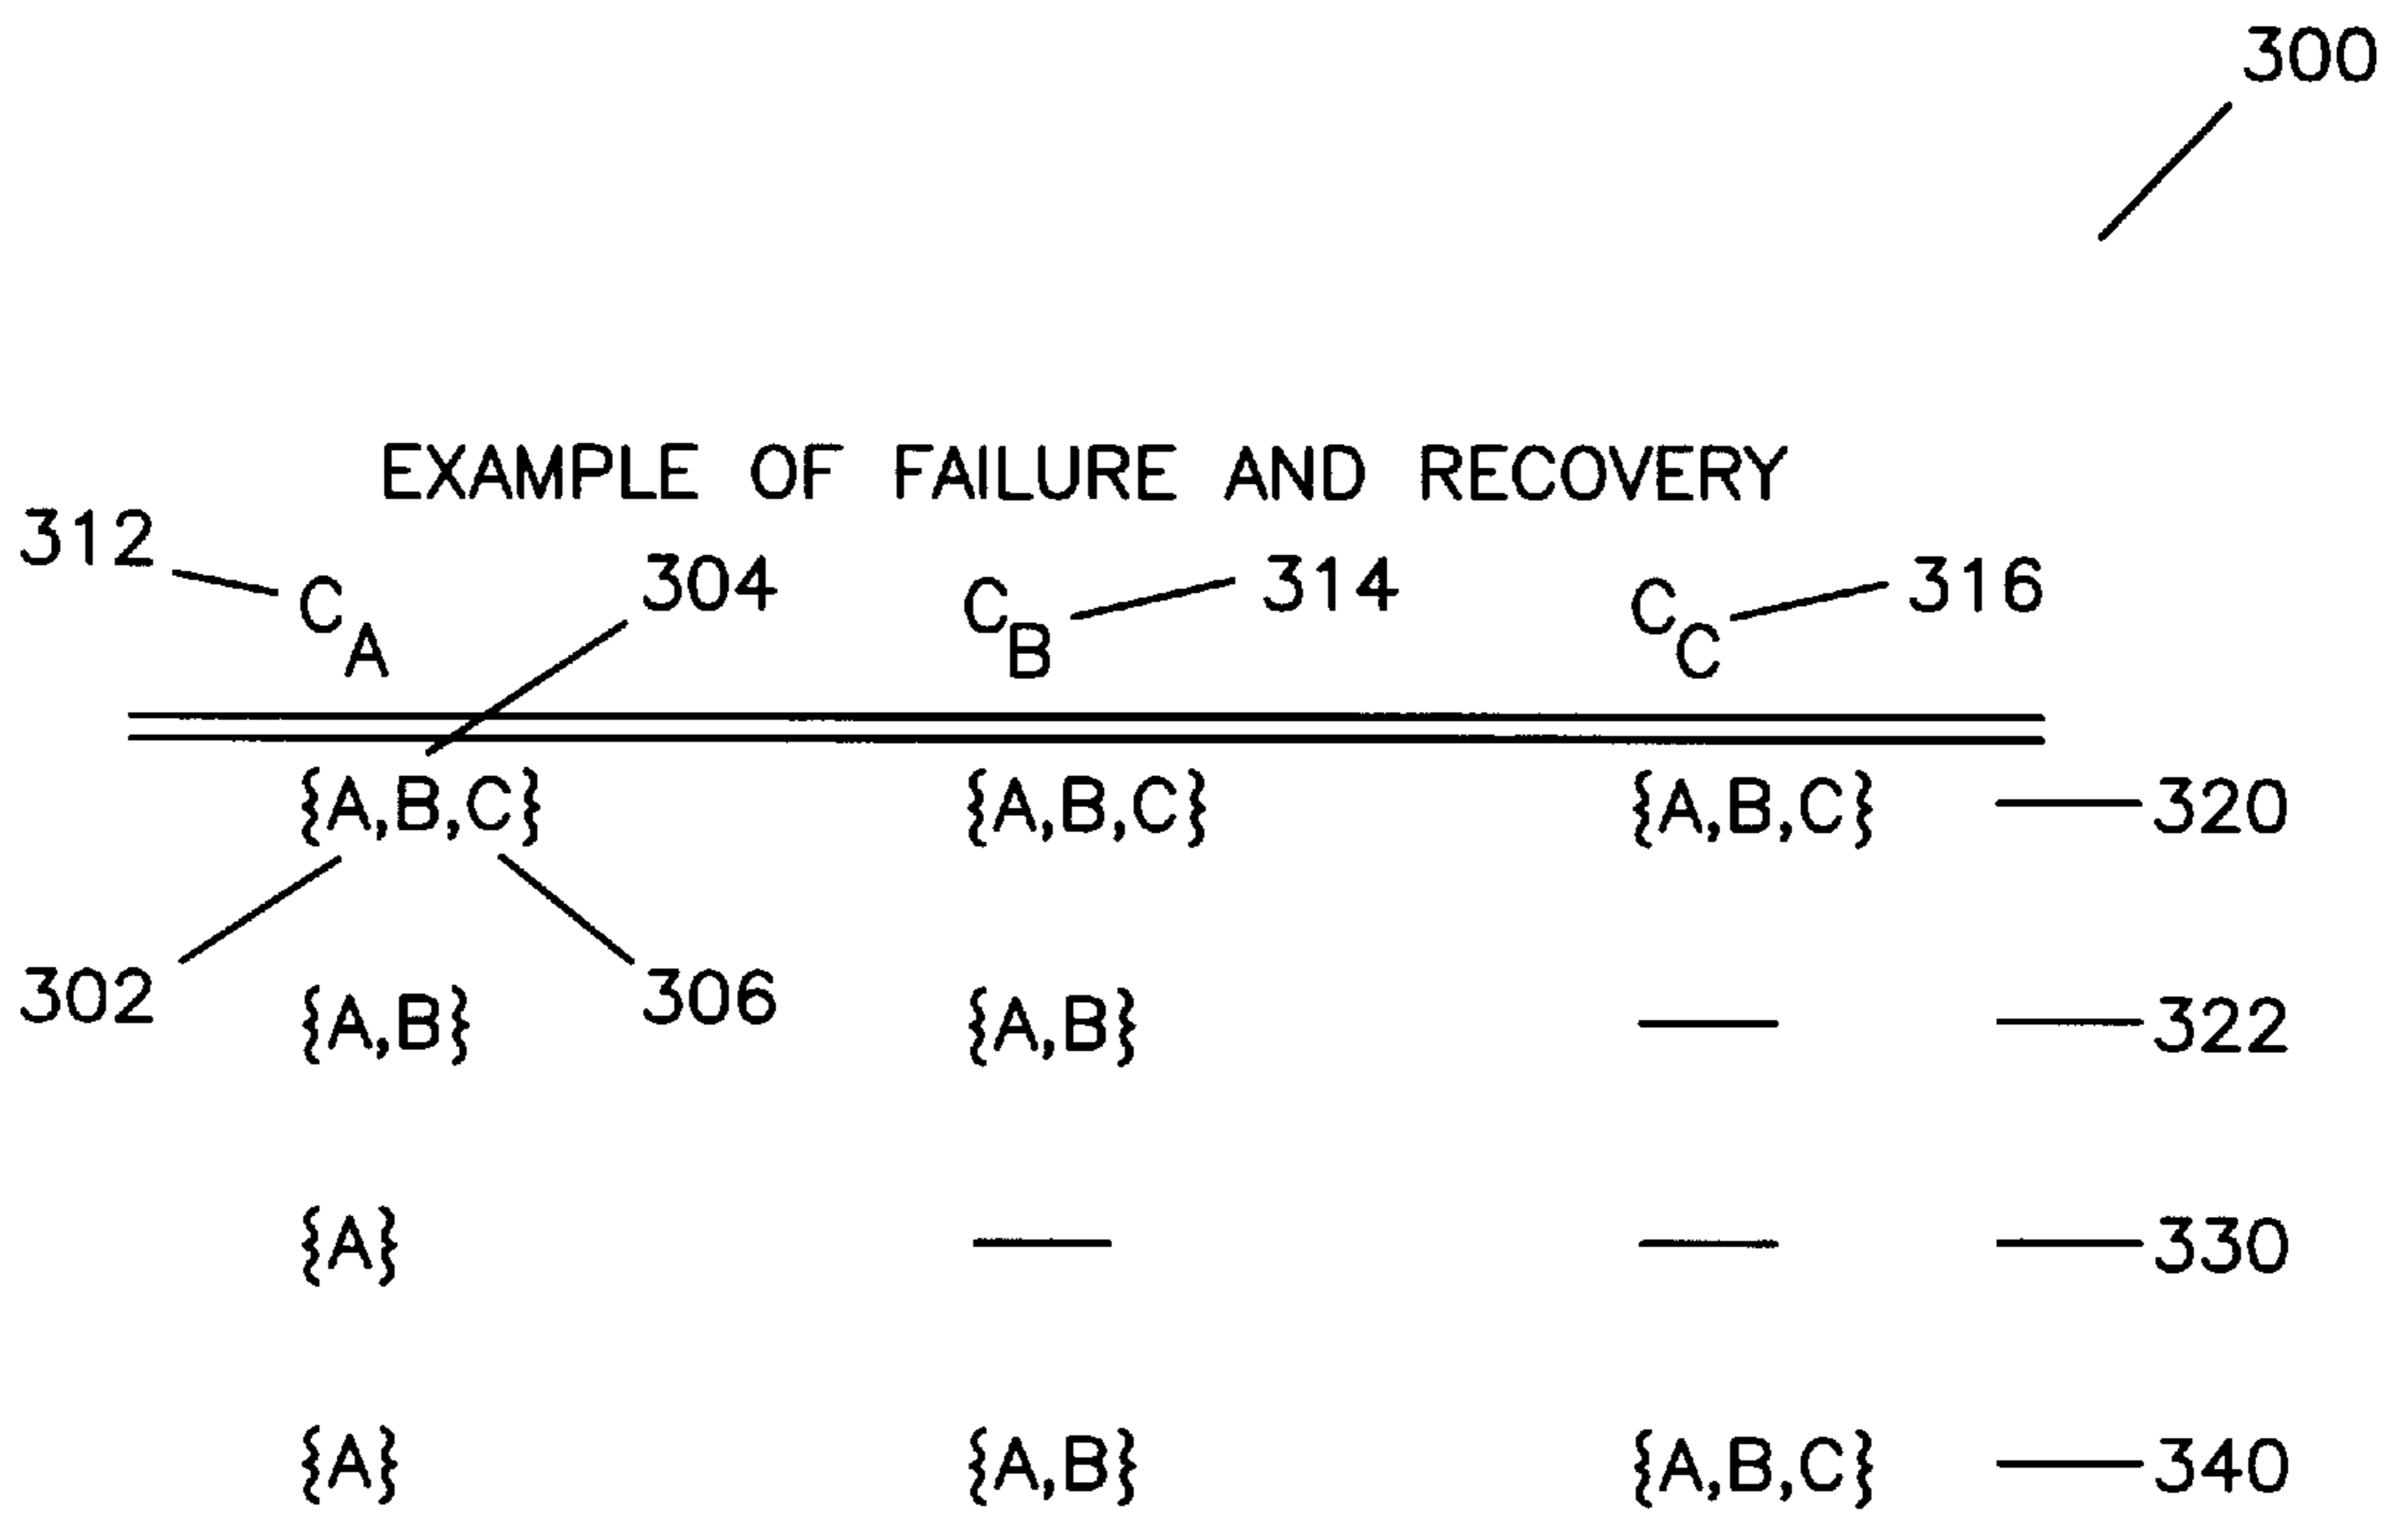 300
EXAMPLE OF FAILURE AND RECOVERY
312 C_A 304 C_B 314 C_C 316
{A,B,C} {A,B,C} {A,B,C} 320
302 306
{A,B} {A,B} — 322
{A} — — 330
{A} {A,B} {A,B,C} 340